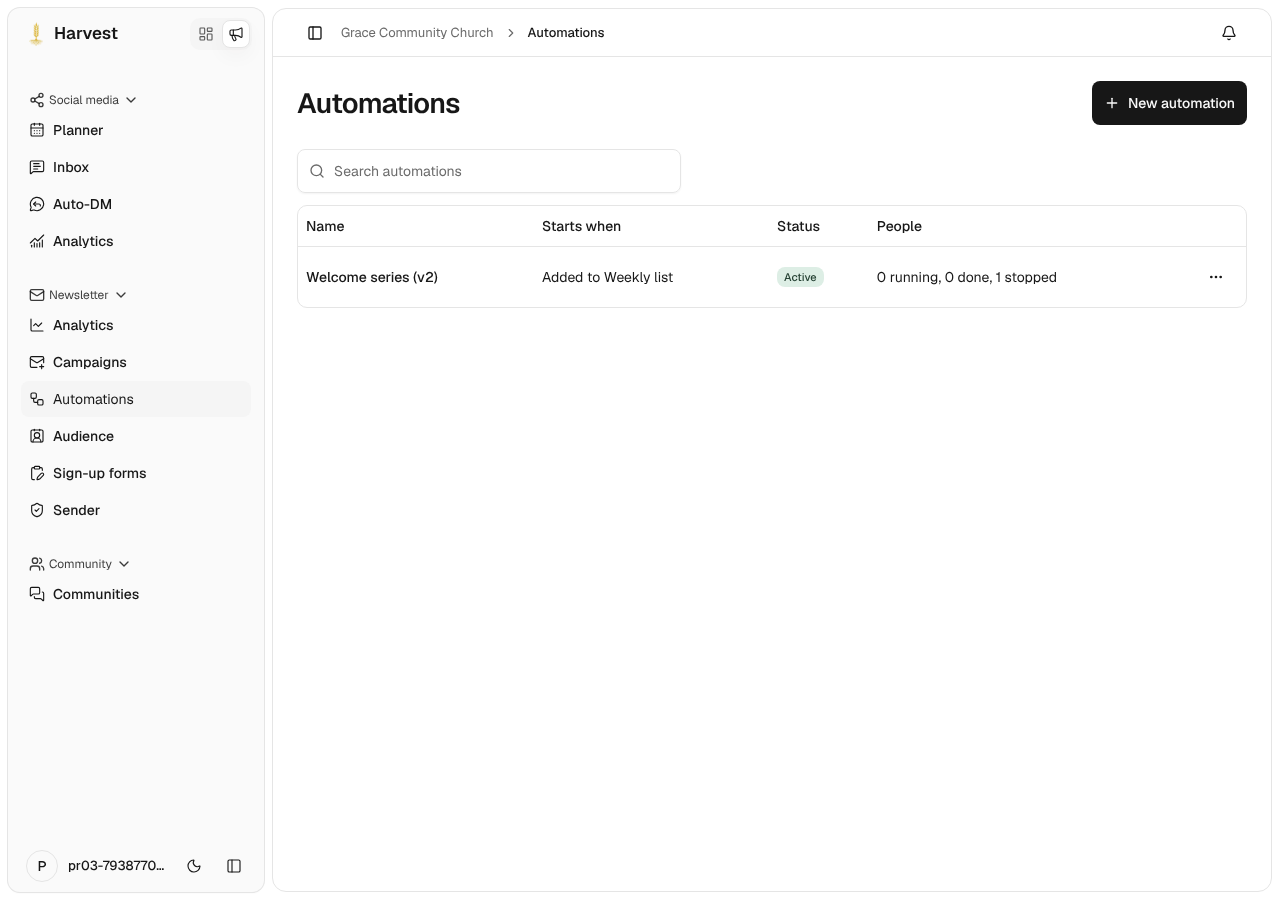 Harvest
Grace Community Church
Automations
Social media
Planner
Inbox
Auto-DM
Analytics
Newsletter
Analytics
Campaigns
Automations
Audience
Sign-up forms
Sender
Community
Communities
P
pr03-7938770...
Automations
New automation
Search automations
Name Starts when Status People
Welcome series (v2) Added to Weekly list Active 0 running, 0 done, 1 stopped